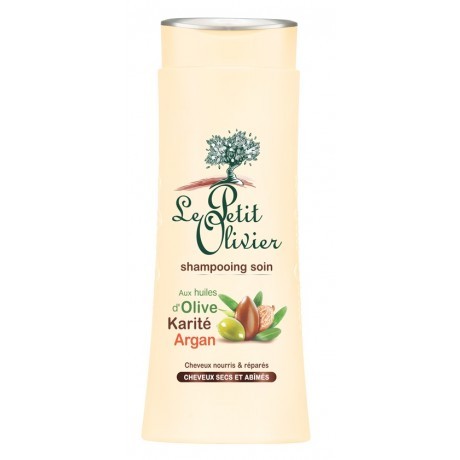 Le Petit
Olivier
shampooing soin
Aux huiles
d'Olive
Karité
Argan
Cheveux nourris & réparés
CHEVEUX SECS ET ABÎMÉS